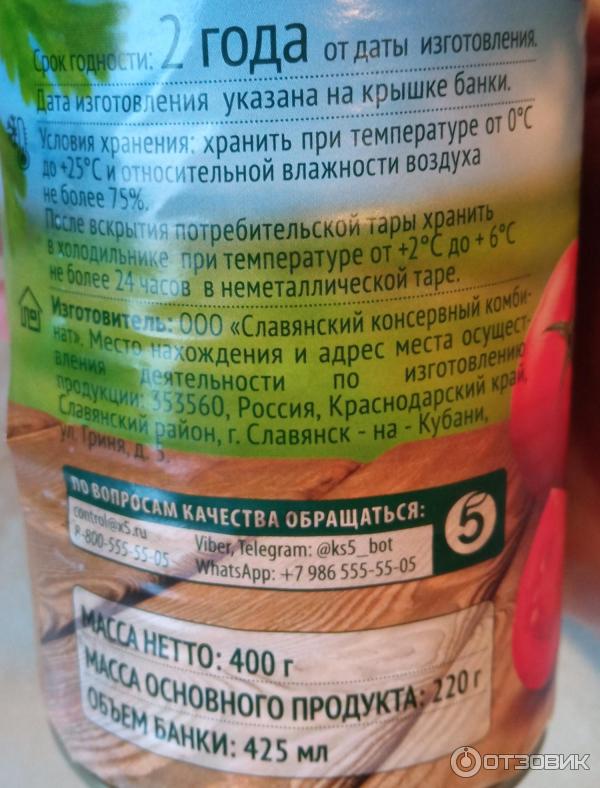 Срок годности: 2 года от даты изготовления.
Дата изготовления указана на крышке банки.
Условия хранения: хранить при температуре от 0°С
до +25°С и относительной влажности воздуха
не более 75%.
После вскрытия потребительской тары хранить
в холодильнике при температуре от +2°С до + 6°С
не более 24 часов в неметаллической таре.
Изготовитель: ООО «Славянский консервный комби-
нат». Место нахождения и адрес места осущест-
вления деятельности по изготовлению
продукции: 353560, Россия, Краснодарский край,
Славянский район, г. Славянск - на - Кубани,
ул. Гриня, д. 3.
ПО ВОПРОСАМ КАЧЕСТВА ОБРАЩАТЬСЯ:
control@x5.ru
8-800-555-55-05
Viber, Telegram: @ks5_bot
WhatsApp: +7 986 555-55-05
5
МАССА НЕТТО: 400 г
МАССА ОСНОВНОГО ПРОДУКТА: 220 г
ОБЪЕМ БАНКИ: 425 мл
ОТЗОВИК